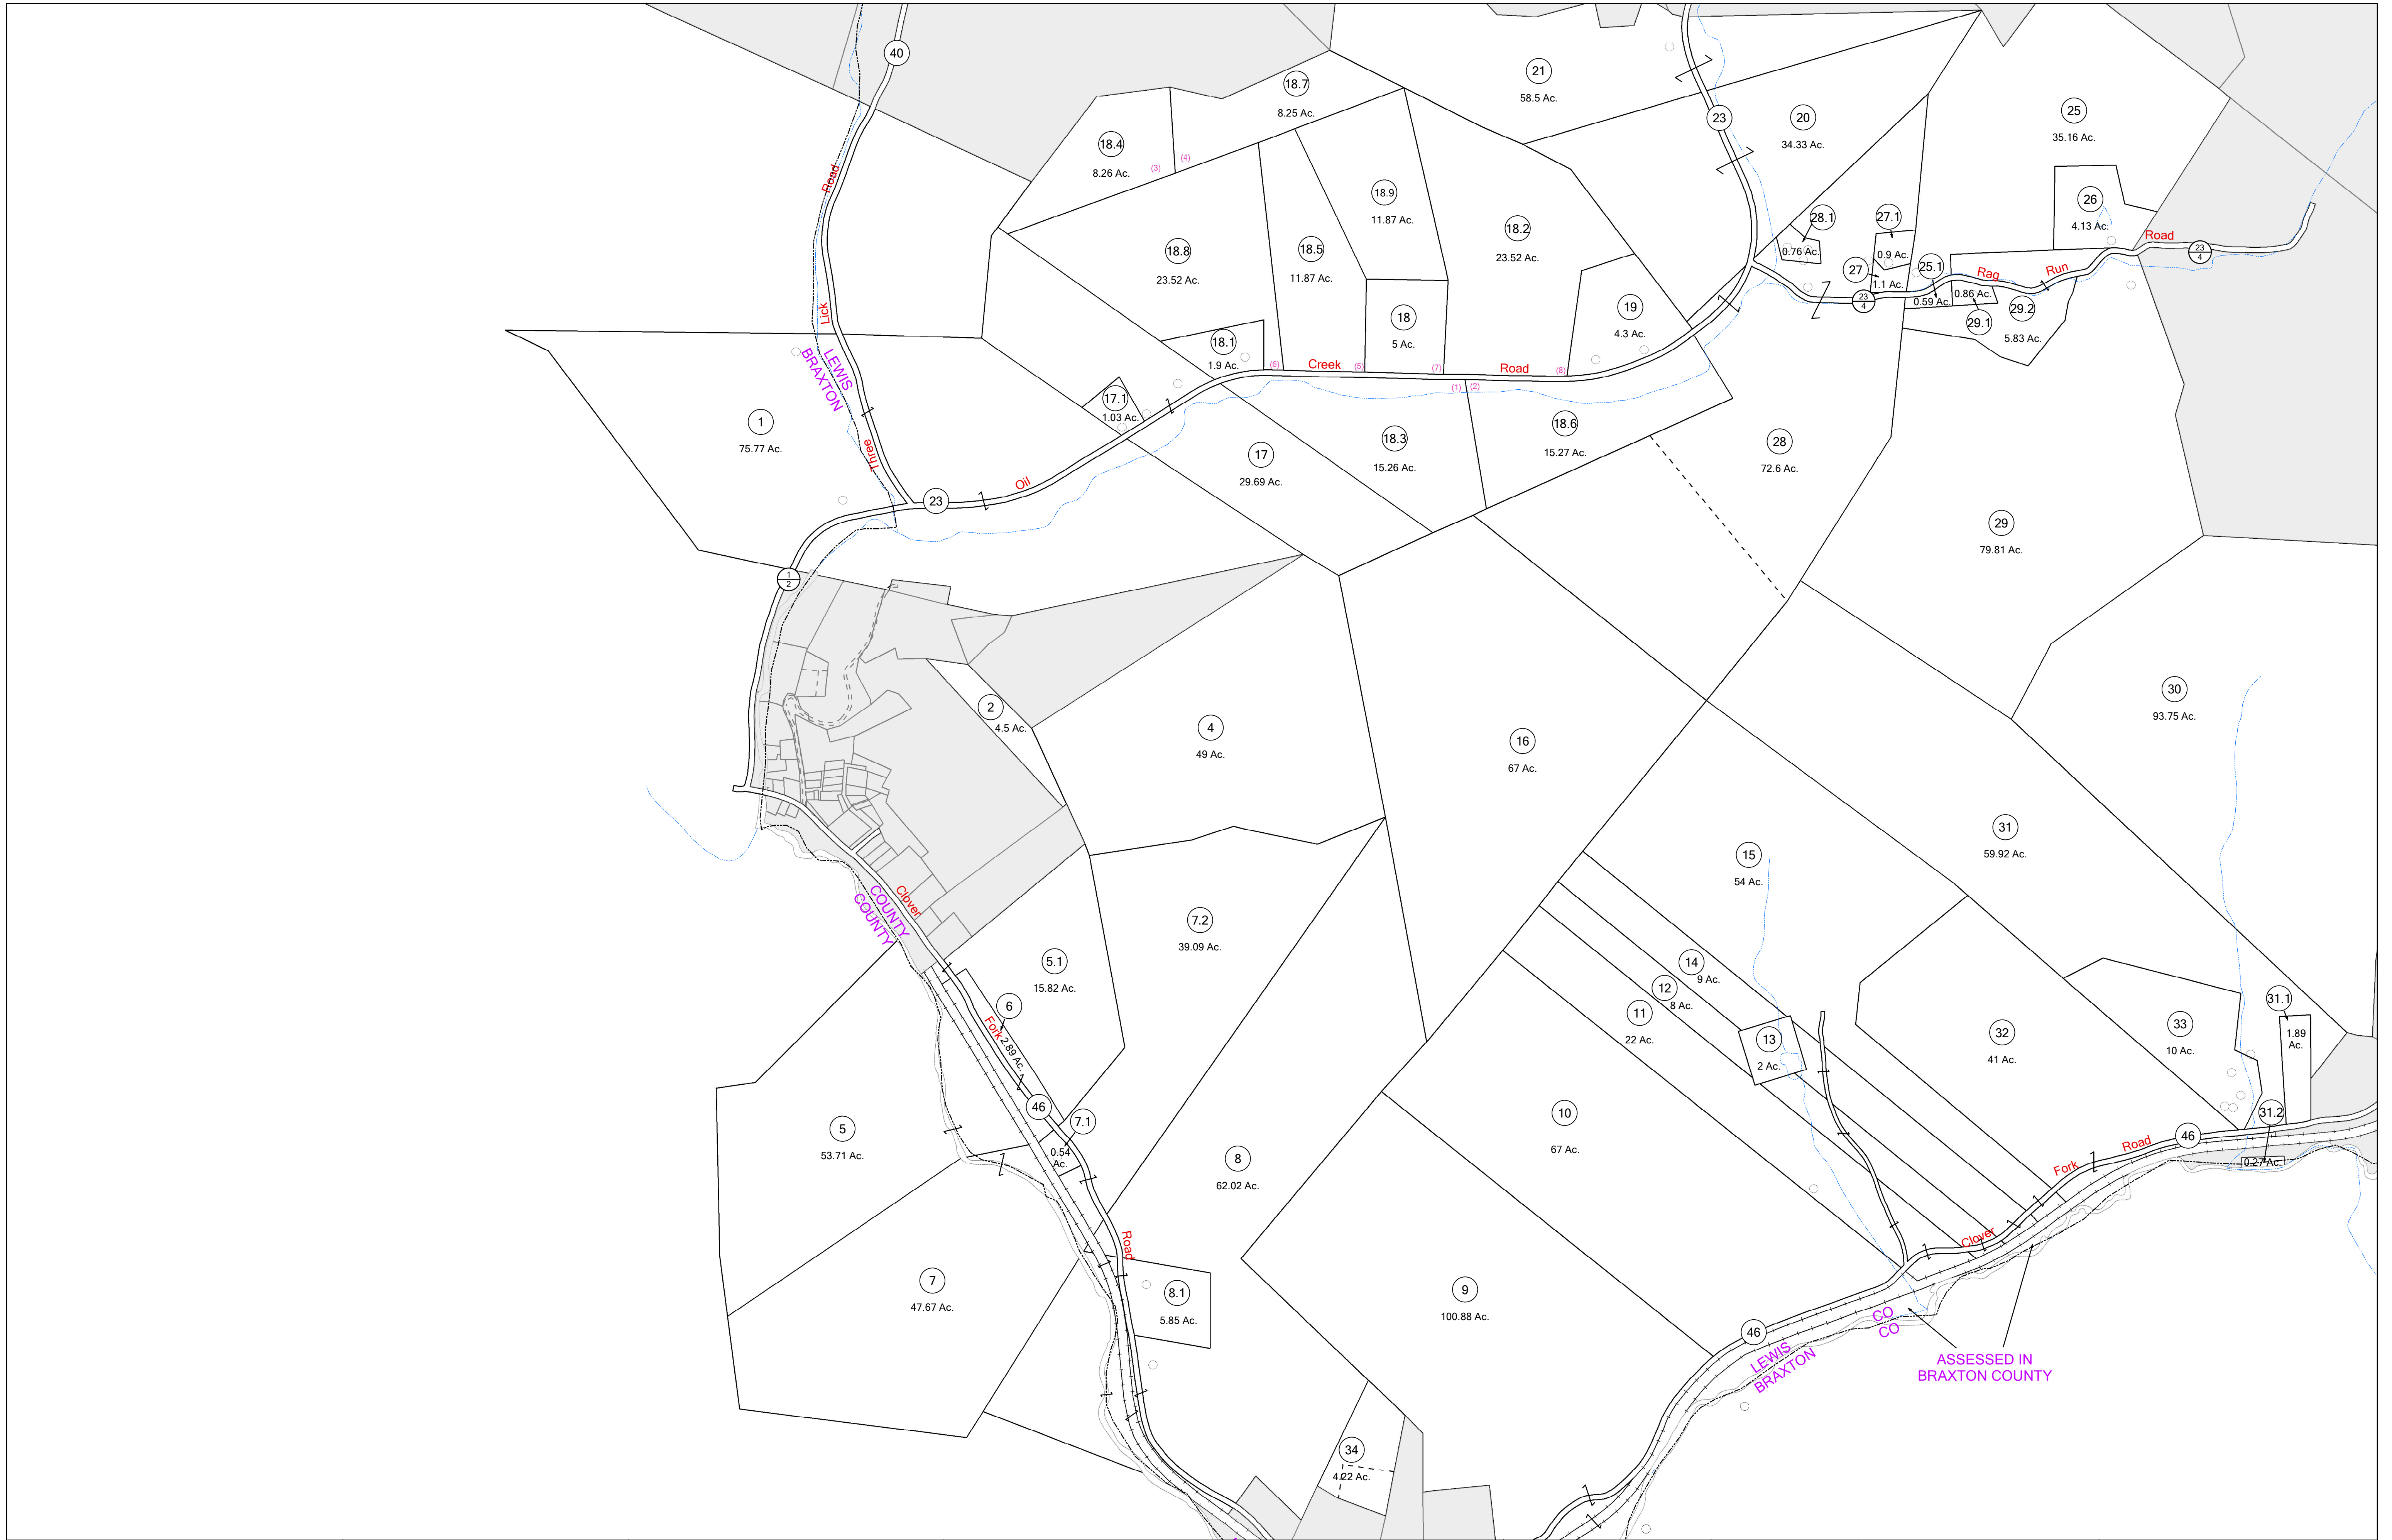 40
18.7
8.25 Ac.
21
58.5 Ac.
23
20
34.33 Ac.
25
35.16 Ac.
18.4
8.26 Ac.
(3)
(4)
Road
18.9
11.87 Ac.
18.2
23.52 Ac.
26
4.13 Ac.
28.1
0.76 Ac.
27.1
0.9 Ac.
Road
23
4
18.8
23.52 Ac.
18.5
11.87 Ac.
27
1.1 Ac.
25.1
0.59 Ac.
Rag
Run
0.86 Ac.
29.1
29.2
5.83 Ac.
23
4
Lick
18
5 Ac.
19
4.3 Ac.
18.1
1.9 Ac.
(6)
Creek
(5)
(7)
Road
(8)
(1)
(2)
LEWIS
BRAXTON
17.1
1.03 Ac.
1
75.77 Ac.
Three
17
29.69 Ac.
18.3
15.26 Ac.
18.6
15.27 Ac.
28
72.6 Ac.
23
Oil
29
79.81 Ac.
1
2
2
4.5 Ac.
4
49 Ac.
16
67 Ac.
30
93.75 Ac.
31
59.92 Ac.
15
54 Ac.
Clover
COUNTY
COUNTY
7.2
39.09 Ac.
5.1
15.82 Ac.
6
2.89 Ac.
Fork
14
9 Ac.
12
8 Ac.
11
22 Ac.
13
2 Ac.
32
41 Ac.
33
10 Ac.
31.1
1.89
Ac.
46
7.1
0.54
Ac.
5
53.71 Ac.
8
62.02 Ac.
10
67 Ac.
31.2
0.27 Ac.
46
Road
Fork
Clover
Road
7
47.67 Ac.
8.1
5.85 Ac.
9
100.88 Ac.
46
CO
CO
LEWIS
BRAXTON
ASSESSED IN
BRAXTON COUNTY
34
4.22 Ac.